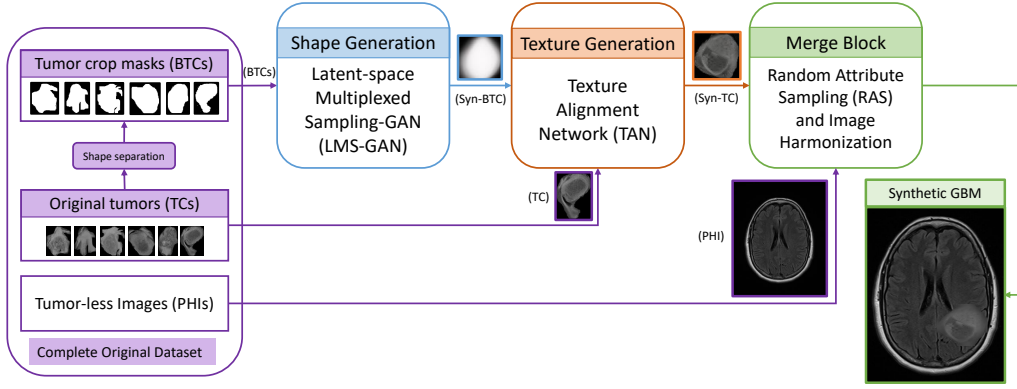 Tumor crop masks (BTCs)
Shape separation
Original tumors (TCs)
Tumor-less Images (PHIs)
Complete Original Dataset
(BTCs)
Shape Generation
Latent-space
Multiplexed
Sampling-GAN
(LMS-GAN)
(Syn-BTC)
Texture Generation
Texture
Alignment
Network (TAN)
(TC)
(Syn-TC)
Merge Block
Random Attribute
Sampling (RAS)
and Image
Harmonization
(PHI)
Synthetic GBM